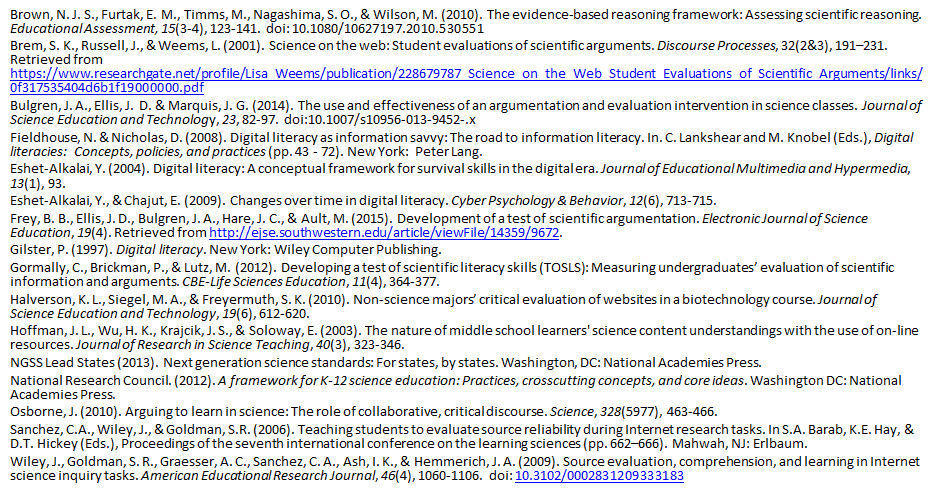 Brown, N. J. S., Furtak, E. M., Timms, M., Nagashima, S. O., & Wilson, M. (2010). The evidence-based reasoning framework: Assessing scientific reasoning.
Educational Assessment, 15(3-4), 123-141. doi: 10.1080/10627197.2010.530551
Brem, S. K., Russell, J., & Weems, L. (2001). Science on the web: Student evaluations of scientific arguments. Discourse Processes, 32(2&3), 191–231.
Retrieved from
https://www.researchgate.net/profile/Lisa_Weems/publication/228679787_Science_on_the_Web_Student_Evaluations_of_Scientific_Arguments/links/
0f317535404d6b1f19000000.pdf
Bulgren, J. A., Ellis, J. D. & Marquis, J. G. (2014). The use and effectiveness of an argumentation and evaluation intervention in science classes. Journal of
Science Education and Technology, 23, 82-97. doi:10.1007/s10956-013-9452-.x
Fieldhouse, N. & Nicholas, D. (2008). Digital literacy as information savvy: The road to information literacy. In. C. Lankshear and M. Knobel (Eds.), Digital
literacies: Concepts, policies, and practices (pp. 43 - 72). New York: Peter Lang.
Eshet-Alkalai, Y. (2004). Digital literacy: A conceptual framework for survival skills in the digital era. Journal of Educational Multimedia and Hypermedia,
13(1), 93.
Eshet-Alkalai, Y., & Chajut, E. (2009). Changes over time in digital literacy. Cyber Psychology & Behavior, 12(6), 713-715.
Frey, B. B., Ellis, J. D., Bulgren, J. A., Hare, J. C., & Ault, M. (2015). Development of a test of scientific argumentation. Electronic Journal of Science
Education, 19(4). Retrieved from http://ejse.southwestern.edu/article/viewFile/14359/9672.
Gilster, P. (1997). Digital literacy. New York: Wiley Computer Publishing.
Gormally, C., Brickman, P., & Lutz, M. (2012). Developing a test of scientific literacy skills (TOSLS): Measuring undergraduates’ evaluation of scientific
information and arguments. CBE-Life Sciences Education, 11(4), 364-377.
Halverson, K. L., Siegel, M. A., & Freyermuth, S. K. (2010). Non-science majors’ critical evaluation of websites in a biotechnology course. Journal of
Science Education and Technology, 19(6), 612-620.
Hoffman, J. L., Wu, H. K., Krajcik, J. S., & Soloway, E. (2003). The nature of middle school learners' science content understandings with the use of on-line
resources. Journal of Research in Science Teaching, 40(3), 323-346.
NGSS Lead States (2013). Next generation science standards: For states, by states. Washington, DC: National Academies Press.
National Research Council. (2012). A framework for K-12 science education: Practices, crosscutting concepts, and core ideas. Washington DC: National
Academies Press.
Osborne, J. (2010). Arguing to learn in science: The role of collaborative, critical discourse. Science, 328(5977), 463-466.
Sanchez, C.A., Wiley, J., & Goldman, S.R. (2006). Teaching students to evaluate source reliability during Internet research tasks. In S.A. Barab, K.E. Hay, &
D.T. Hickey (Eds.), Proceedings of the seventh international conference on the learning sciences (pp. 662–666). Mahwah, NJ: Erlbaum.
Wiley, J., Goldman, S. R., Graesser, A. C., Sanchez, C. A., Ash, I. K., & Hemmerich, J. A. (2009). Source evaluation, comprehension, and learning in Internet
science inquiry tasks. American Educational Research Journal, 46(4), 1060-1106. doi: 10.3102/0002831209333183